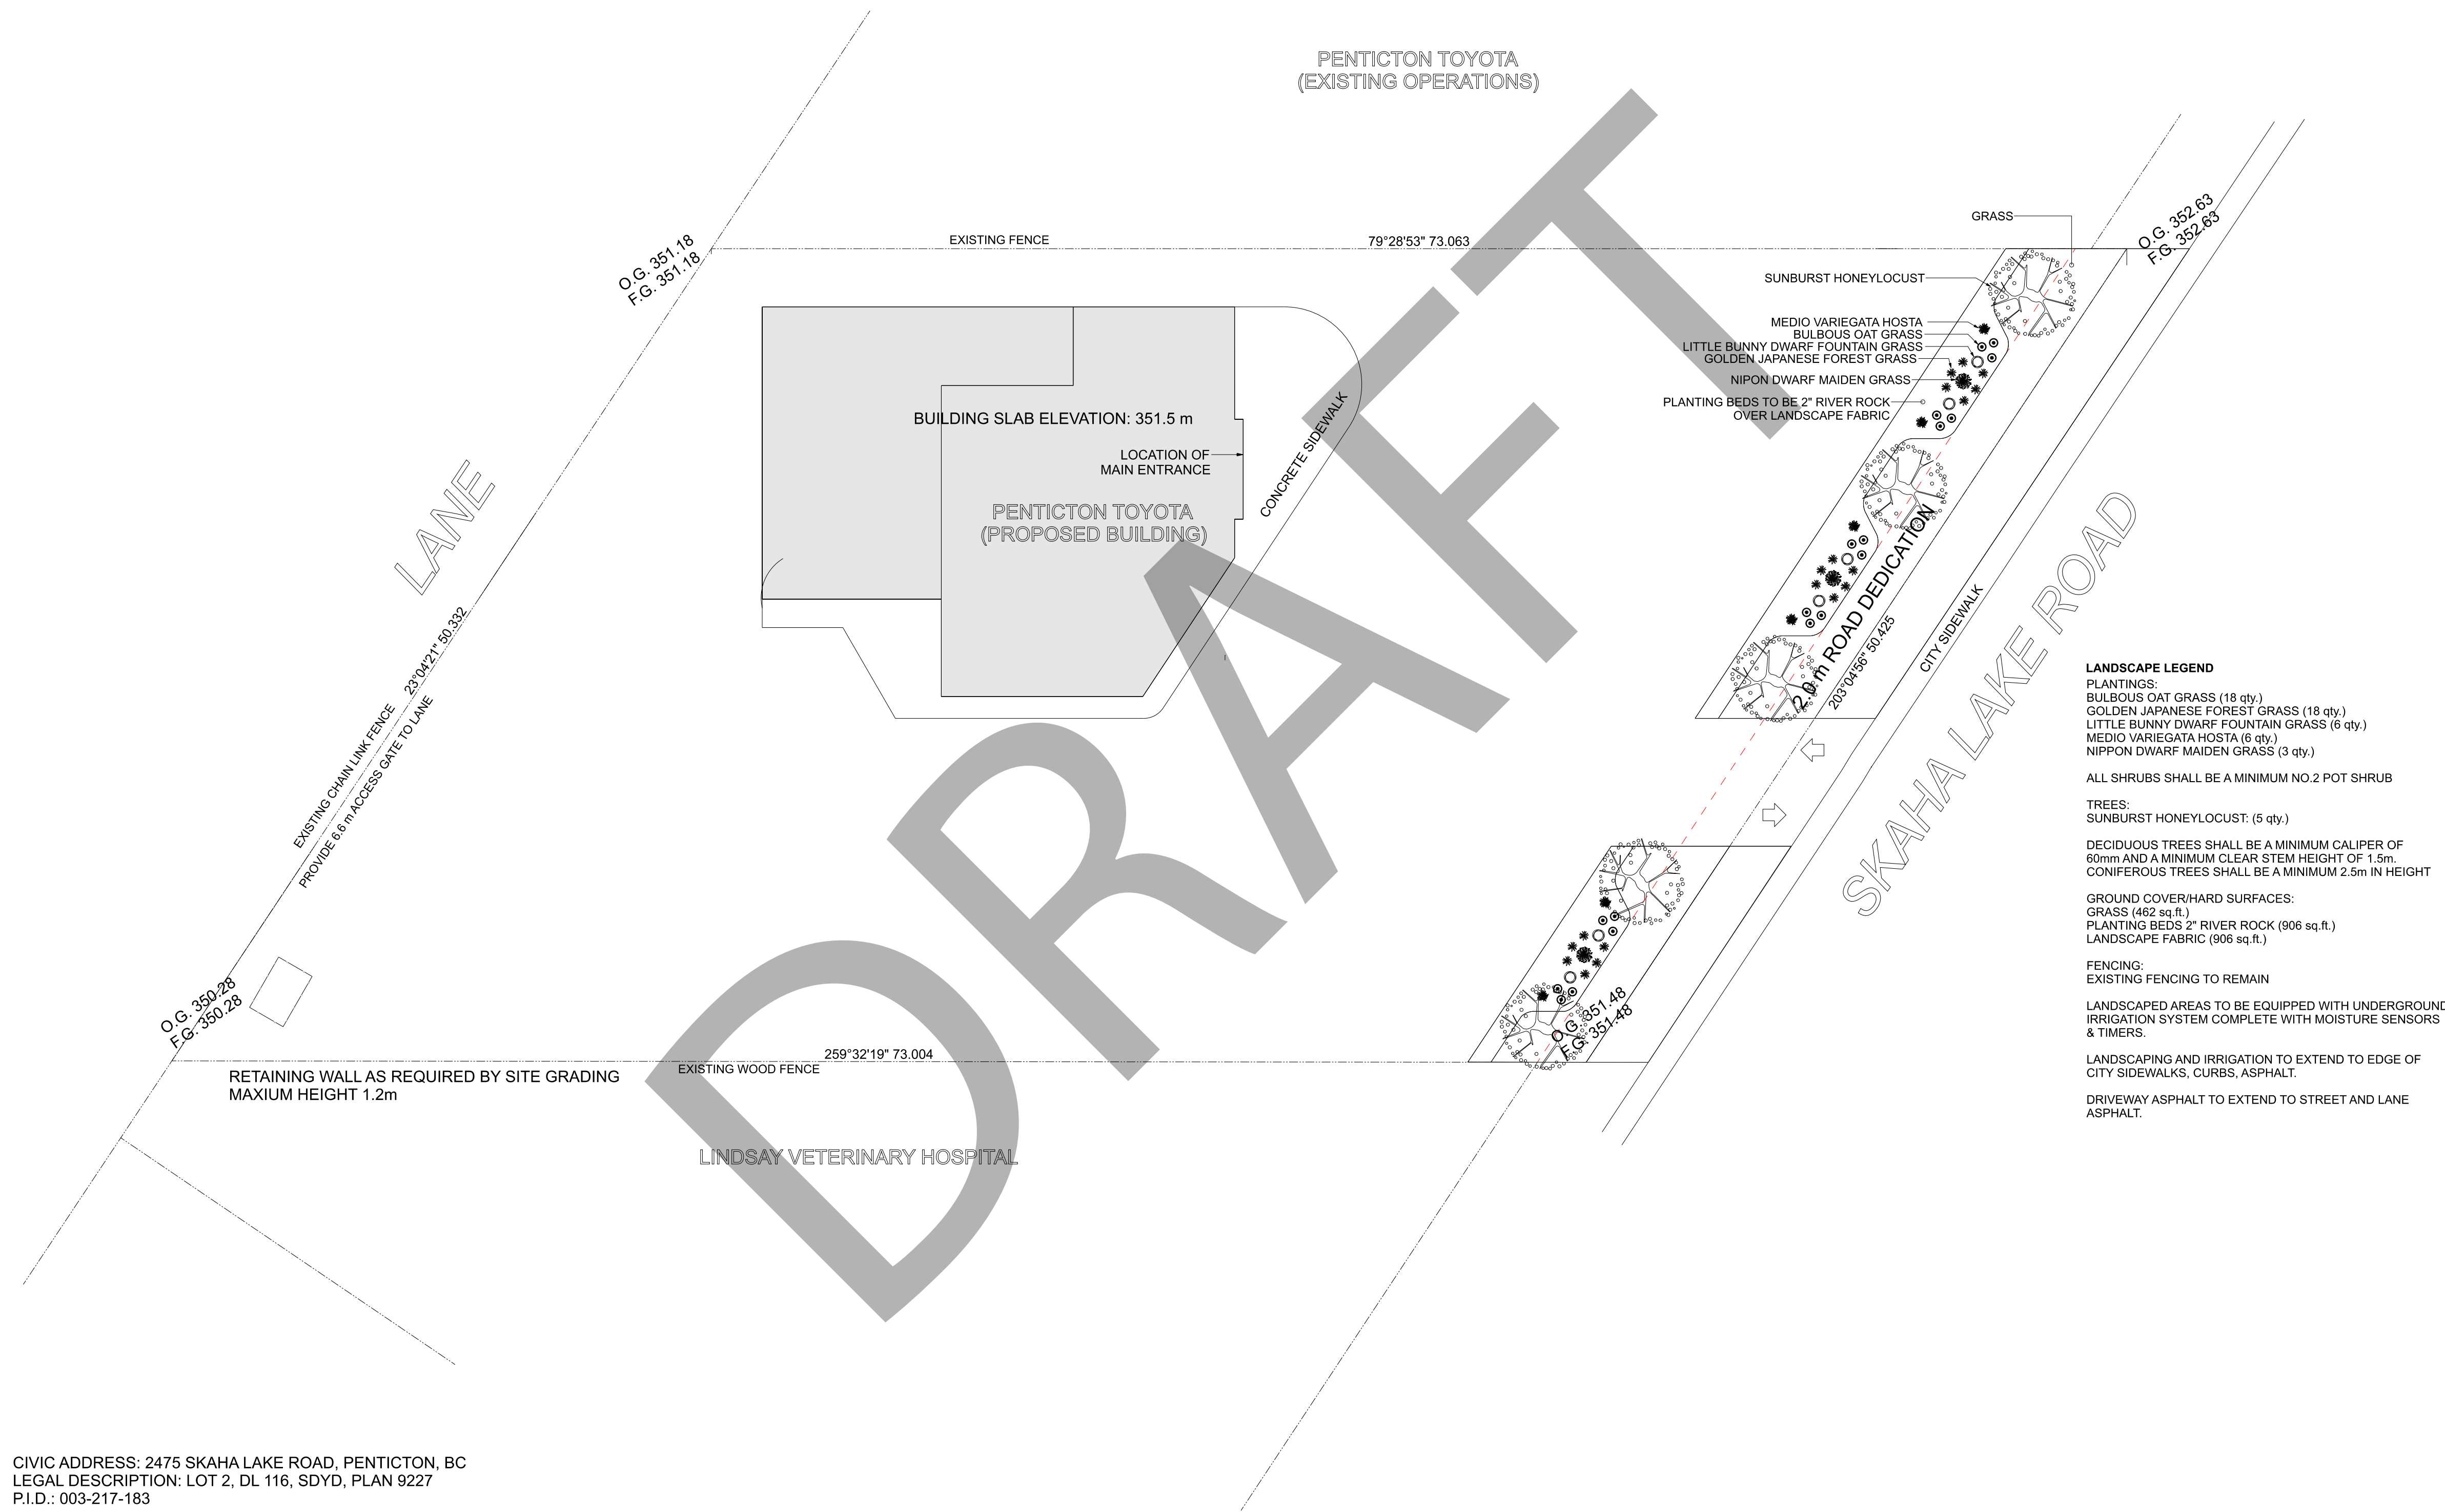 PENTICTON TOYOTA
(EXISTING OPERATIONS)
O.G. 351.18
F.G. 351.18
EXISTING FENCE
79°28'53" 73.063
GRASS
O.G. 352.63
F.G. 352.63
SUNBURST HONEYLOCUST
MEDIO VARIEGATA HOSTA
BULBOUS OAT GRASS
LITTLE BUNNY DWARF FOUNTAIN GRASS
GOLDEN JAPANESE FOREST GRASS
NIPON DWARF MAIDEN GRASS
PLANTING BEDS TO BE 2" RIVER ROCK
OVER LANDSCAPE FABRIC
BUILDING SLAB ELEVATION: 351.5 m
LOCATION OF
MAIN ENTRANCE
CONCRETE SIDEWALK
PENTICTON TOYOTA
(PROPOSED BUILDING)
LANE
23°04'21" 50.332
EXISTING CHAIN LINK FENCE
PROVIDE 6.6 m ACCESS GATE TO LANE
2.0 m ROAD DEDICATION
203°04'56" 50.425
CITY SIDEWALK
SKAHA LAKE ROAD
DRAFT
O.G. 350.28
F.G. 350.28
O.G. 351.48
F.G. 351.48
259°32'19" 73.004
EXISTING WOOD FENCE
RETAINING WALL AS REQUIRED BY SITE GRADING
MAXIUM HEIGHT 1.2m
LINDSAY VETERINARY HOSPITAL
LANDSCAPE LEGEND
PLANTINGS:
BULBOUS OAT GRASS (18 qty.)
GOLDEN JAPANESE FOREST GRASS (18 qty.)
LITTLE BUNNY DWARF FOUNTAIN GRASS (6 qty.)
MEDIO VARIEGATA HOSTA (6 qty.)
NIPPON DWARF MAIDEN GRASS (3 qty.)
ALL SHRUBS SHALL BE A MINIMUM NO.2 POT SHRUB
TREES:
SUNBURST HONEYLOCUST: (5 qty.)
DECIDUOUS TREES SHALL BE A MINIMUM CALIPER OF
60mm AND A MINIMUM CLEAR STEM HEIGHT OF 1.5m.
CONIFEROUS TREES SHALL BE A MINIMUM 2.5m IN HEIGHT
GROUND COVER/HARD SURFACES:
GRASS (462 sq.ft.)
PLANTING BEDS 2" RIVER ROCK (906 sq.ft.)
LANDSCAPE FABRIC (906 sq.ft.)
FENCING:
EXISTING FENCING TO REMAIN
LANDSCAPED AREAS TO BE EQUIPPED WITH UNDERGROUND
IRRIGATION SYSTEM COMPLETE WITH MOISTURE SENSORS
& TIMERS.
LANDSCAPING AND IRRIGATION TO EXTEND TO EDGE OF
CITY SIDEWALKS, CURBS, ASPHALT.
DRIVEWAY ASPHALT TO EXTEND TO STREET AND LANE
ASPHALT.
CIVIC ADDRESS: 2475 SKAHA LAKE ROAD, PENTICTON, BC
LEGAL DESCRIPTION: LOT 2, DL 116, SDYD, PLAN 9227
P.I.D.: 003-217-183